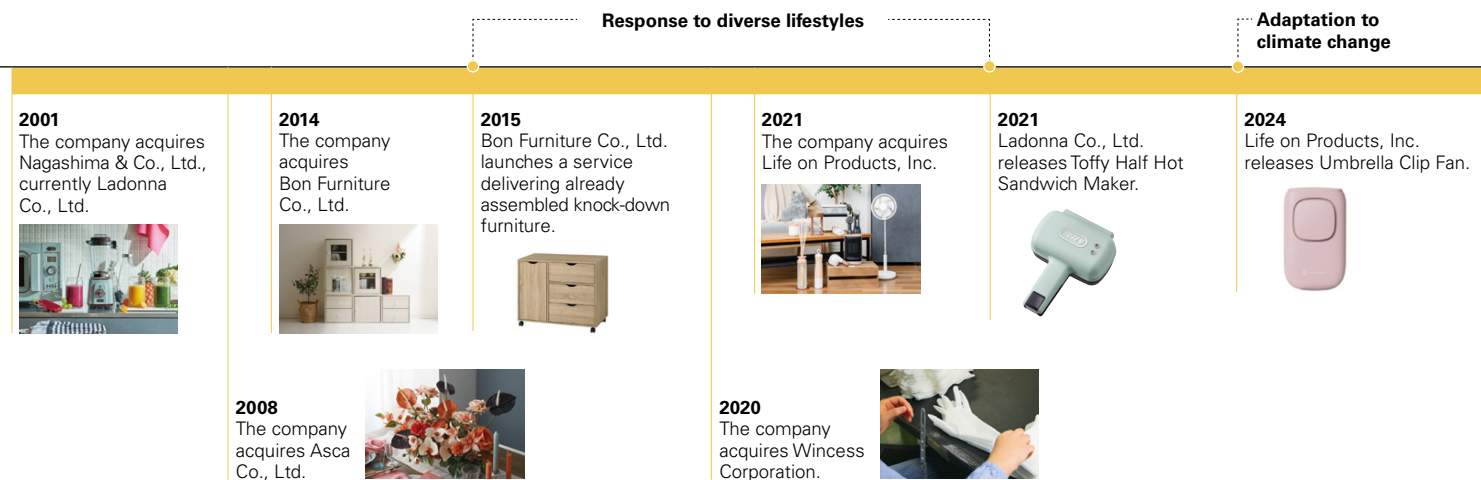 Response to diverse lifestyles
Adaptation to
climate change
2001
The company acquires
Nagashima & Co., Ltd.,
currently Ladonna
Co., Ltd.
2014
The company
acquires
Bon Furniture
Co., Ltd.
2015
Bon Furniture Co., Ltd.
launches a service
delivering already
assembled knock-down
furniture.
2021
The company acquires
Life on Products, Inc.
2021
Ladonna Co., Ltd.
releases Toffy Half Hot
Sandwich Maker.
2024
Life on Products, Inc.
releases Umbrella Clip Fan.
2008
The company
acquires Asca
Co., Ltd.
2020
The company
acquires Wincess
Corporation.